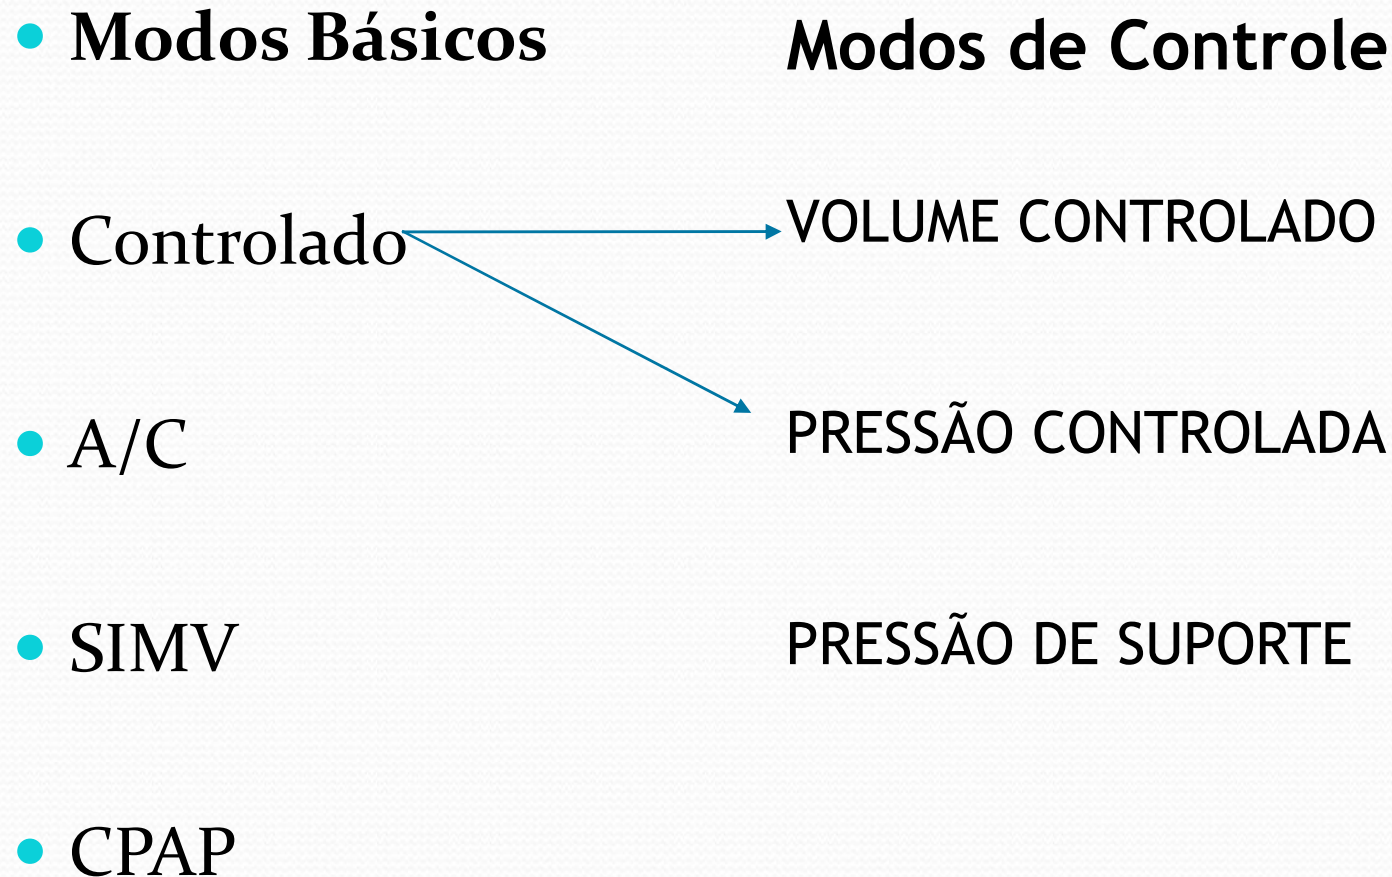 Modos Básicos
Modos de Controle
Controlado
VOLUME CONTROLADO
A/C
PRESSÃO CONTROLADA
SIMV
PRESSÃO DE SUPORTE
CPAP